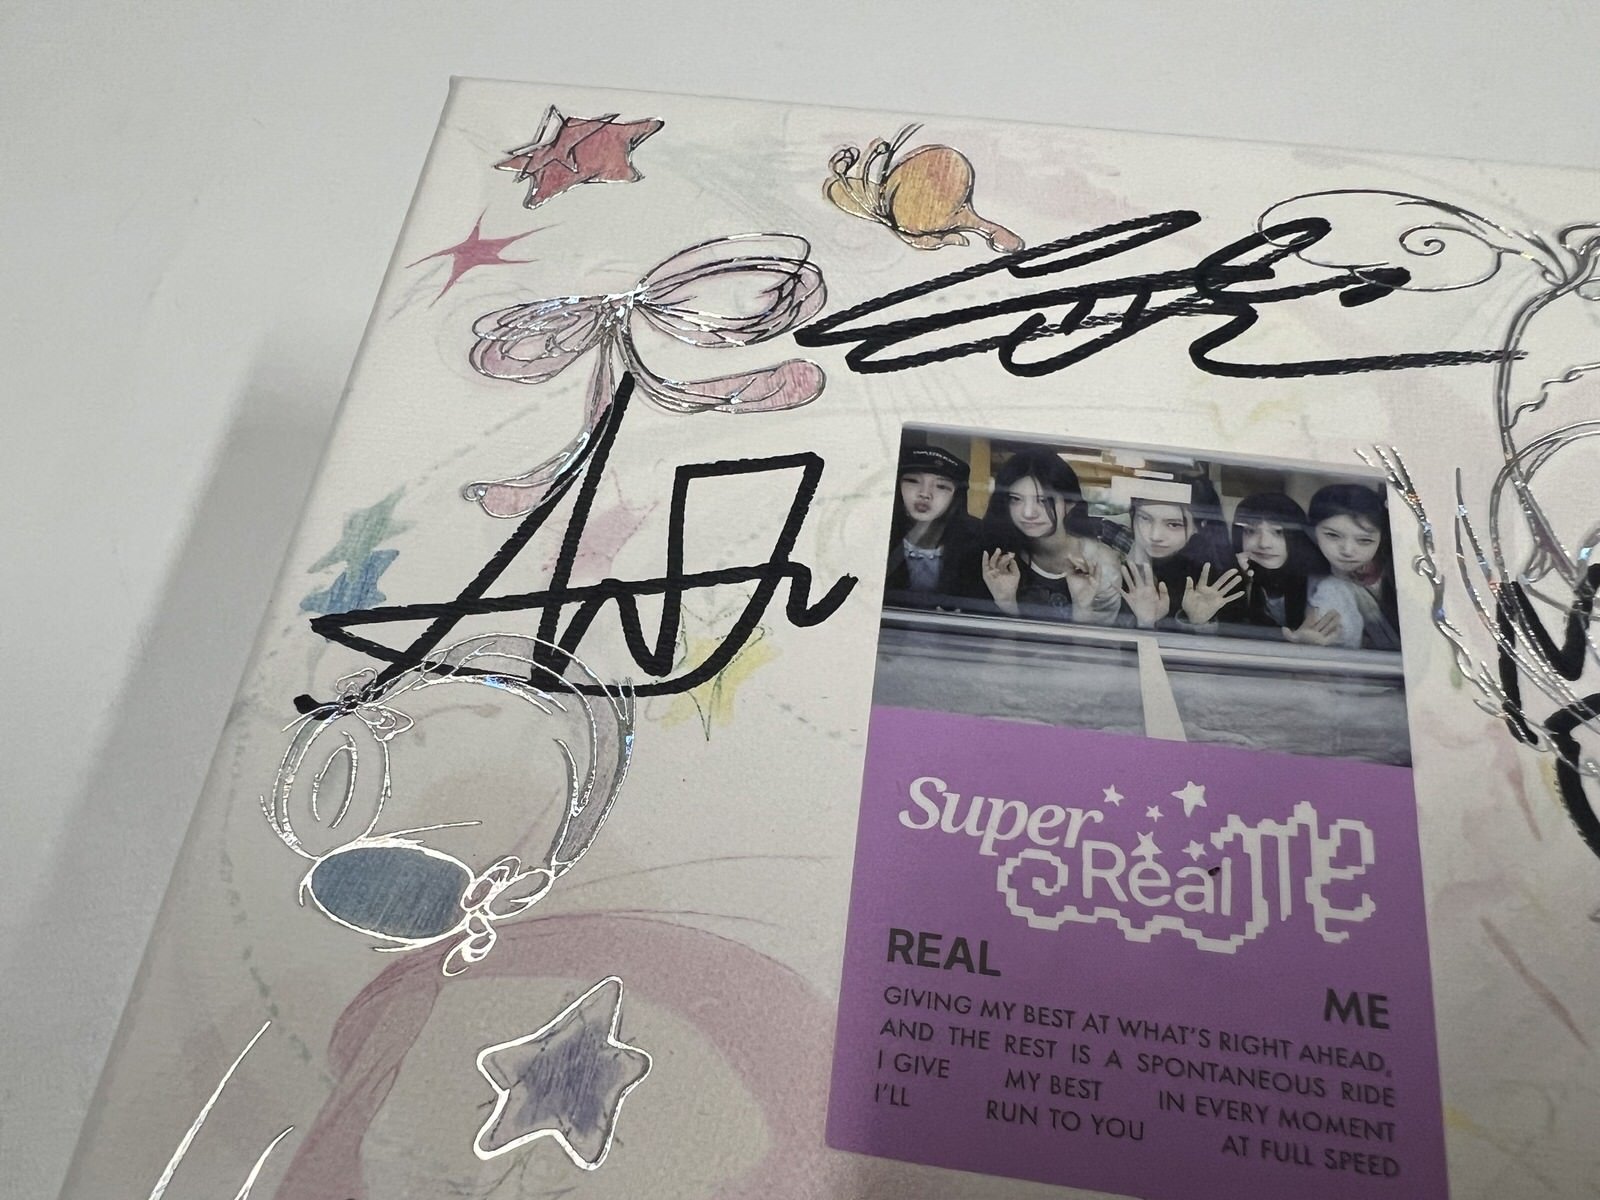 Super
Real
Me
REAL
ME
GIVING MY BEST AT WHAT'S RIGHT AHEAD,
AND THE REST IS A SPONTANEOUS RIDE
I GIVE MY BEST IN EVERY MOMENT
I'LL RUN TO YOU AT FULL SPEED